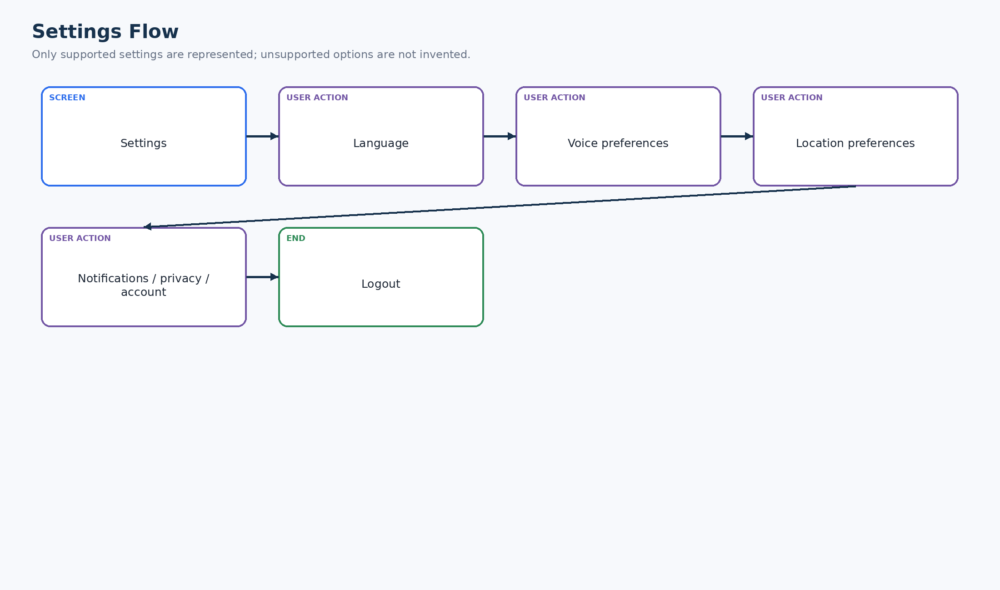 Settings Flow
Only supported settings are represented; unsupported options are not invented.
SCREEN
Settings
USER ACTION
Language
USER ACTION
Voice preferences
USER ACTION
Location preferences
USER ACTION
Notifications / privacy /
account
END
Logout